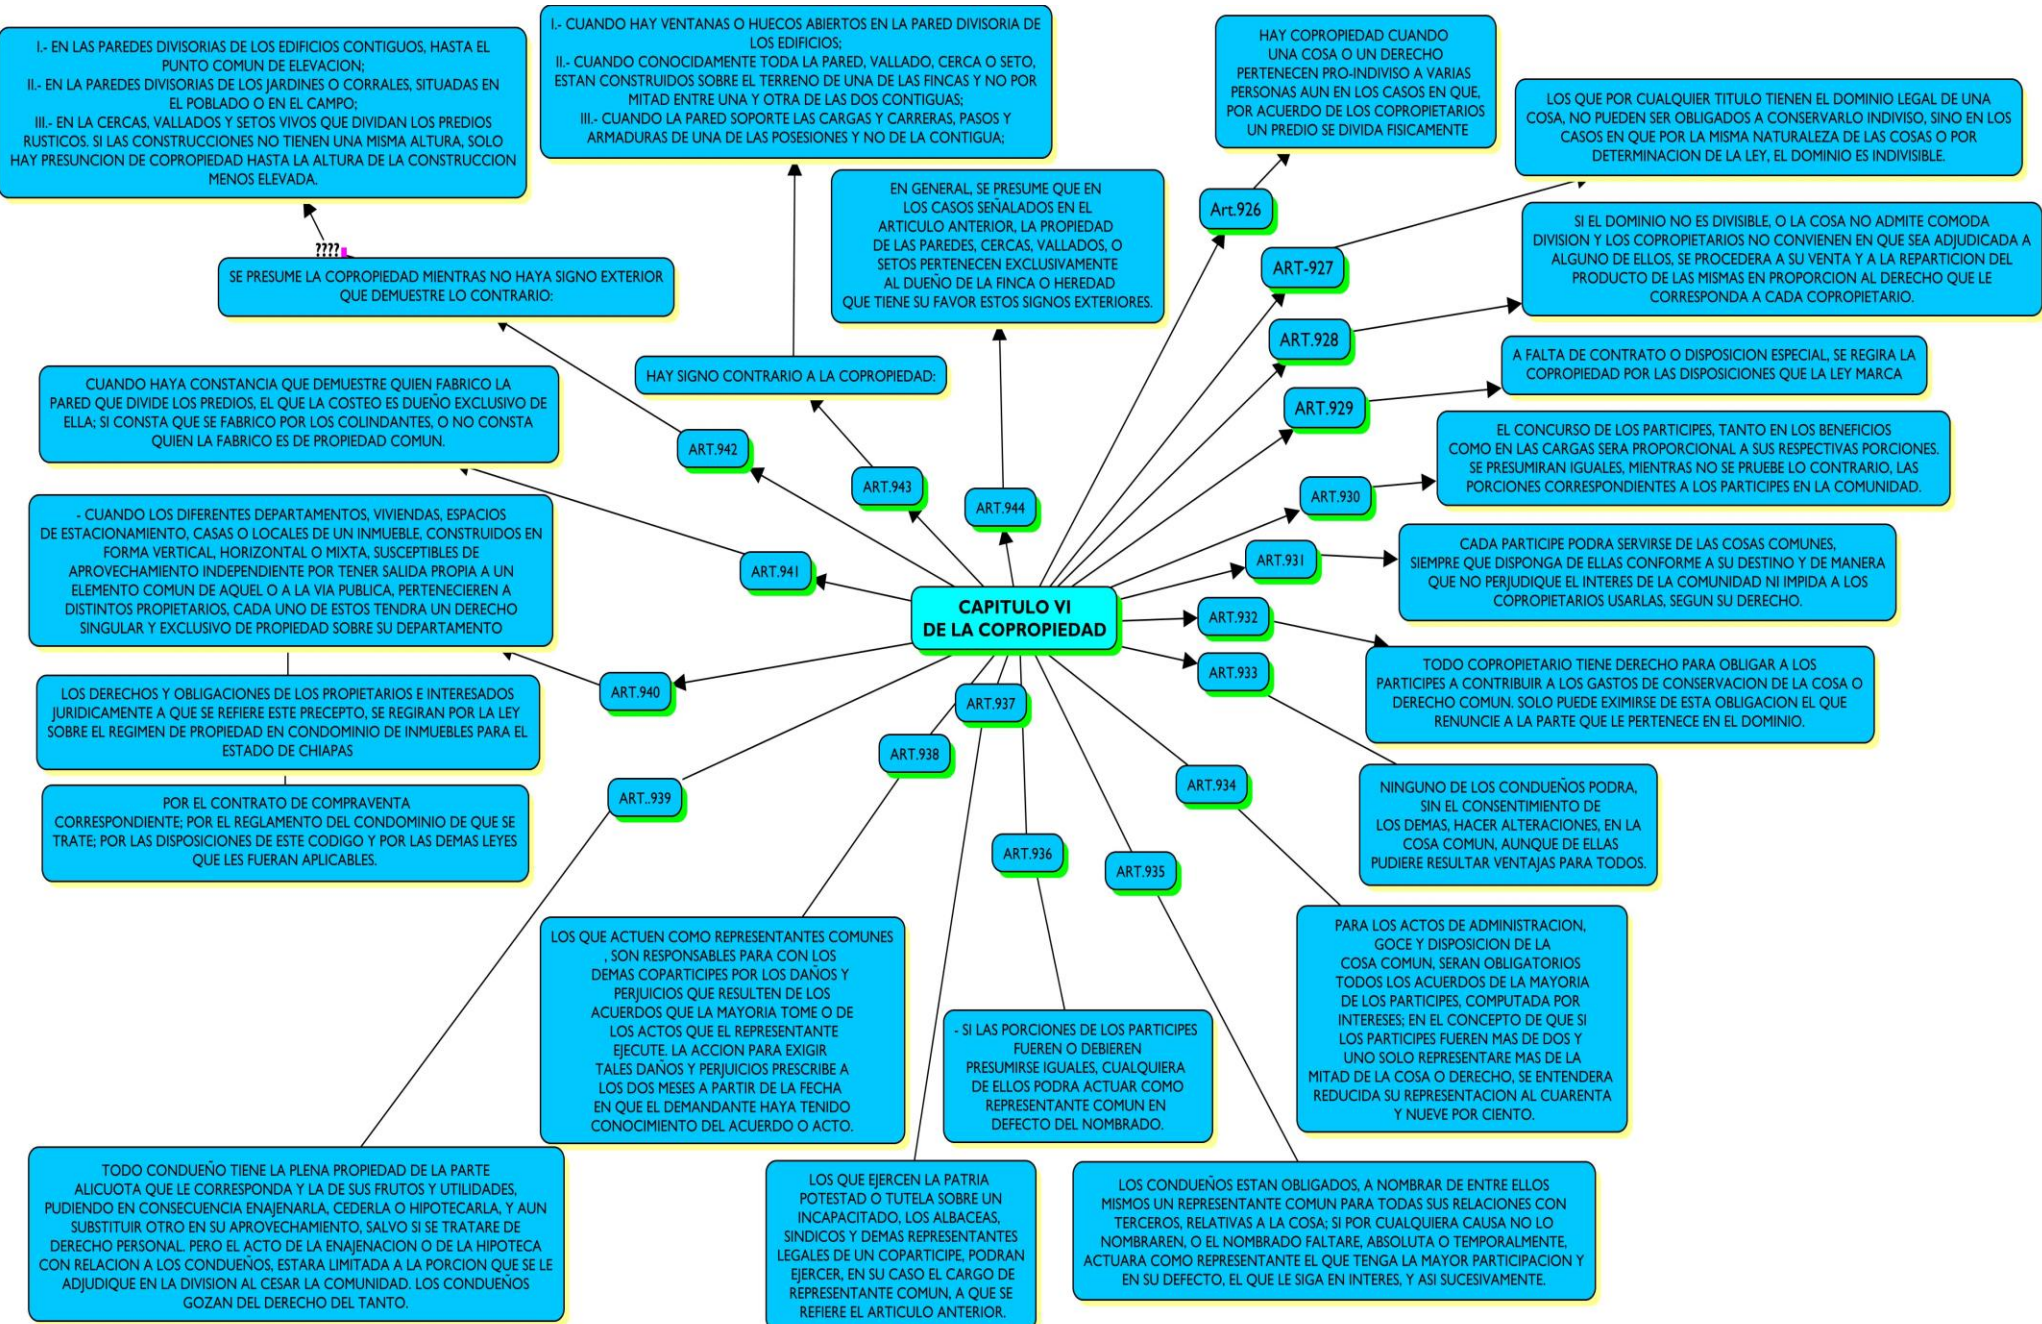 I.- EN LAS PAREDES DIVISORIAS DE LOS EDIFICIOS CONTIGUOS, HASTA EL
PUNTO COMUN DE ELEVACION;
II.- EN LA PAREDES DIVISORIAS DE LOS JARDINES O CORRALES, SITUADAS EN
EL POBLADO O EN EL CAMPO;
III.- EN LA CERCAS, VALLADOS Y SETOS VIVOS QUE DIVIDAN LOS PREDIOS
RUSTICOS. SI LAS CONSTRUCCIONES NO TIENEN UNA MISMA ALTURA, SOLO
HAY PRESUNCION DE COPROPIEDAD HASTA LA ALTURA DE LA CONSTRUCCION
MENOS ELEVADA.
I.- CUANDO HAY VENTANAS O HUECOS ABIERTOS EN LA PARED DIVISORIA DE
LOS EDIFICIOS;
II.- CUANDO CONOCIDAMENTE TODA LA PARED, VALLADO, CERCA O SETO,
ESTAN CONSTRUIDOS SOBRE EL TERRENO DE UNA DE LAS FINCAS Y NO POR
MITAD ENTRE UNA Y OTRA DE LAS DOS CONTIGUAS;
III.- CUANDO LA PARED SOPORTE LAS CARGAS Y CARRERAS, PASOS Y
ARMADURAS DE UNA DE LAS POSESIONES Y NO DE LA CONTIGUA;
HAY COPROPIEDAD CUANDO
UNA COSA O UN DERECHO
PERTENECEN PRO-INDIVISO A VARIAS
PERSONAS AUN EN LOS CASOS EN QUE,
POR ACUERDO DE LOS COPROPIETARIOS
UN PREDIO SE DIVIDA FISICAMENTE
LOS QUE POR CUALQUIER TITULO TIENEN EL DOMINIO LEGAL DE UNA
COSA, NO PUEDEN SER OBLIGADOS A CONSERVARLO INDIVISO, SINO EN LOS
CASOS EN QUE POR LA MISMA NATURALEZA DE LAS COSAS O POR
DETERMINACION DE LA LEY, EL DOMINIO ES INDIVISIBLE.
EN GENERAL, SE PRESUME QUE EN
LOS CASOS SEÑALADOS EN EL
ARTICULO ANTERIOR, LA PROPIEDAD
DE LAS PAREDES, CERCAS, VALLADOS, O
SETOS PERTENECEN EXCLUSIVAMENTE
AL DUEÑO DE LA FINCA O HEREDAD
QUE TIENE SU FAVOR ESTOS SIGNOS EXTERIORES.
Art.926
????
SE PRESUME LA COPROPIEDAD MIENTRAS NO HAYA SIGNO EXTERIOR
QUE DEMUESTRE LO CONTRARIO:
ART-927
SI EL DOMINIO NO ES DIVISIBLE, O LA COSA NO ADMITE COMODA
DIVISION Y LOS COPROPIETARIOS NO CONVIENEN EN QUE SEA ADJUDICADA A
ALGUNO DE ELLOS, SE PROCEDERA A SU VENTA Y A LA REPARTICION DEL
PRODUCTO DE LAS MISMAS EN PROPORCION AL DERECHO QUE LE
CORRESPONDA A CADA COPROPIETARIO.
ART.928
HAY SIGNO CONTRARIO A LA COPROPIEDAD:
A FALTA DE CONTRATO O DISPOSICION ESPECIAL, SE REGIRA LA
COPROPIEDAD POR LAS DISPOSICIONES QUE LA LEY MARCA
ART.929
CUANDO HAYA CONSTANCIA QUE DEMUESTRE QUIEN FABRICO LA
PARED QUE DIVIDE LOS PREDIOS, EL QUE LA COSTEO ES DUEÑO EXCLUSIVO DE
ELLA; SI CONSTA QUE SE FABRICO POR LOS COLINDANTES, O NO CONSTA
QUIEN LA FABRICO ES DE PROPIEDAD COMUN.
ART.942
ART.943
ART.944
ART.930
EL CONCURSO DE LOS PARTICIPES, TANTO EN LOS BENEFICIOS
COMO EN LAS CARGAS SERA PROPORCIONAL A SUS RESPECTIVAS PORCIONES.
SE PRESUMIRAN IGUALES, MIENTRAS NO SE PRUEBE LO CONTRARIO, LAS
PORCIONES CORRESPONDIENTES A LOS PARTICIPES EN LA COMUNIDAD.
- CUANDO LOS DIFERENTES DEPARTAMENTOS, VIVIENDAS, ESPACIOS
DE ESTACIONAMIENTO, CASAS O LOCALES DE UN INMUEBLE, CONSTRUIDOS EN
FORMA VERTICAL, HORIZONTAL O MIXTA, SUSCEPTIBLES DE
APROVECHAMIENTO INDEPENDIENTE POR TENER SALIDA PROPIA A UN
ELEMENTO COMUN DE AQUEL O A LA VIA PUBLICA, PERTENECIEREN A
DISTINTOS PROPIETARIOS, CADA UNO DE ESTOS TENDRA UN DERECHO
SINGULAR Y EXCLUSIVO DE PROPIEDAD SOBRE SU DEPARTAMENTO
ART.941
ART.931
CADA PARTICIPE PODRA SERVIRSE DE LAS COSAS COMUNES,
SIEMPRE QUE DISPONGA DE ELLAS CONFORME A SU DESTINO Y DE MANERA
QUE NO PERJUDIQUE EL INTERES DE LA COMUNIDAD NI IMPIDA A LOS
COPROPIETARIOS USARLAS, SEGUN SU DERECHO.
CAPITULO VI
DE LA COPROPIEDAD
ART.932
TODO COPROPIETARIO TIENE DERECHO PARA OBLIGAR A LOS
PARTICIPES A CONTRIBUIR A LOS GASTOS DE CONSERVACION DE LA COSA O
DERECHO COMUN. SOLO PUEDE EXIMIRSE DE ESTA OBLIGACION EL QUE
RENUNCIE A LA PARTE QUE LE PERTENECE EN EL DOMINIO.
ART.933
LOS DERECHOS Y OBLIGACIONES DE LOS PROPIETARIOS E INTERESADOS
JURIDICAMENTE A QUE SE REFIERE ESTE PRECEPTO, SE REGIRAN POR LA LEY
SOBRE EL REGIMEN DE PROPIEDAD EN CONDOMINIO DE INMUEBLES PARA EL
ESTADO DE CHIAPAS
ART.940
ART.937
ART.938
ART..939
ART.934
NINGUNO DE LOS CONDUEÑOS PODRA,
SIN EL CONSENTIMIENTO DE
LOS DEMAS, HACER ALTERACIONES, EN LA
COSA COMUN, AUNQUE DE ELLAS
PUDIERE RESULTAR VENTAJAS PARA TODOS.
POR EL CONTRATO DE COMPRAVENTA
CORRESPONDIENTE; POR EL REGLAMENTO DEL CONDOMINIO DE QUE SE
TRATE; POR LAS DISPOSICIONES DE ESTE CODIGO Y POR LAS DEMAS LEYES
QUE LES FUERAN APLICABLES.
ART.936
ART.935
LOS QUE ACTUEN COMO REPRESENTANTES COMUNES
, SON RESPONSABLES PARA CON LOS
DEMAS COPARTICIPES POR LOS DAÑOS Y
PERJUICIOS QUE RESULTEN DE LOS
ACUERDOS QUE LA MAYORIA TOME O DE
LOS ACTOS QUE EL REPRESENTANTE
EJECUTE. LA ACCION PARA EXIGIR
TALES DAÑOS Y PERJUICIOS PRESCRIBE A
LOS DOS MESES A PARTIR DE LA FECHA
EN QUE EL DEMANDANTE HAYA TENIDO
CONOCIMIENTO DEL ACUERDO O ACTO.
- SI LAS PORCIONES DE LOS PARTICIPES
FUEREN O DEBIEREN
PRESUMIRSE IGUALES, CUALQUIERA
DE ELLOS PODRA ACTUAR COMO
REPRESENTANTE COMUN EN
DEFECTO DEL NOMBRADO.
PARA LOS ACTOS DE ADMINISTRACION,
GOCE Y DISPOSICION DE LA
COSA COMUN, SERAN OBLIGATORIOS
TODOS LOS ACUERDOS DE LA MAYORIA
DE LOS PARTICIPES, COMPUTADA POR
INTERESES; EN EL CONCEPTO DE QUE SI
LOS PARTICIPES FUEREN MAS DE DOS Y
UNO SOLO REPRESENTARE MAS DE LA
MITAD DE LA COSA O DERECHO, SE ENTENDERA
REDUCIDA SU REPRESENTACION AL CUARENTA
Y NUEVE POR CIENTO.
TODO CONDUEÑO TIENE LA PLENA PROPIEDAD DE LA PARTE
ALICUOTA QUE LE CORRESPONDA Y LA DE SUS FRUTOS Y UTILIDADES,
PUDIENDO EN CONSECUENCIA ENAJENARLA, CEDERLA O HIPOTECARLA, Y AUN
SUBSTITUIR OTRO EN SU APROVECHAMIENTO, SALVO SI SE TRATARE DE
DERECHO PERSONAL. PERO EL ACTO DE LA ENAJENACION O DE LA HIPOTECA
CON RELACION A LOS CONDUEÑOS, ESTARA LIMITADA A LA PORCION QUE SE LE
ADJUDIQUE EN LA DIVISION AL CESAR LA COMUNIDAD. LOS CONDUEÑOS
GOZAN DEL DERECHO DEL TANTO.
LOS QUE EJERCEN LA PATRIA
POTESTAD O TUTELA SOBRE UN
INCAPACITADO, LOS ALBACEAS,
SINDICOS Y DEMAS REPRESENTANTES
LEGALES DE UN COPARTICIPE, PODRAN
EJERCER, EN SU CASO EL CARGO DE
REPRESENTANTE COMUN, A QUE SE
REFIERE EL ARTICULO ANTERIOR.
LOS CONDUEÑOS ESTAN OBLIGADOS, A NOMBRAR DE ENTRE ELLOS
MISMOS UN REPRESENTANTE COMUN PARA TODAS SUS RELACIONES CON
TERCEROS, RELATIVAS A LA COSA; SI POR CUALQUIERA CAUSA NO LO
NOMBRAREN, O EL NOMBRADO FALTARE, ABSOLUTA O TEMPORALMENTE,
ACTUARA COMO REPRESENTANTE EL QUE TENGA LA MAYOR PARTICIPACION Y
EN SU DEFECTO, EL QUE LE SIGA EN INTERES, Y ASI SUCESIVAMENTE.